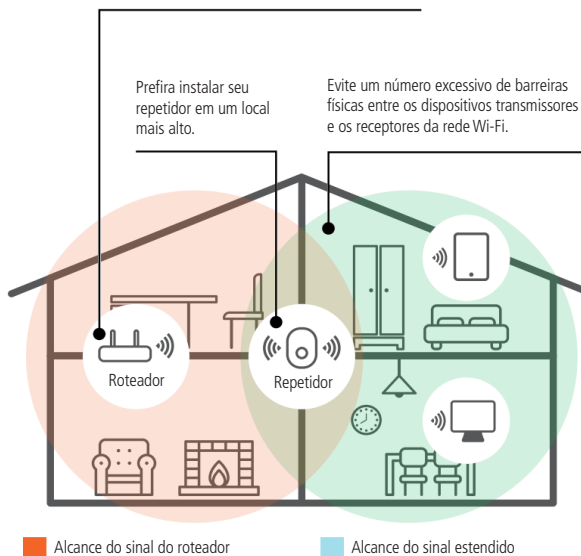 Prefira instalar seu
repetidor em um local
mais alto.
Evite um número excessivo de barreiras
físicas entre os dispositivos transmissores
e os receptores da rede Wi-Fi.
Roteador
Repetidor
Alcance do sinal do roteador
Alcance do sinal estendido